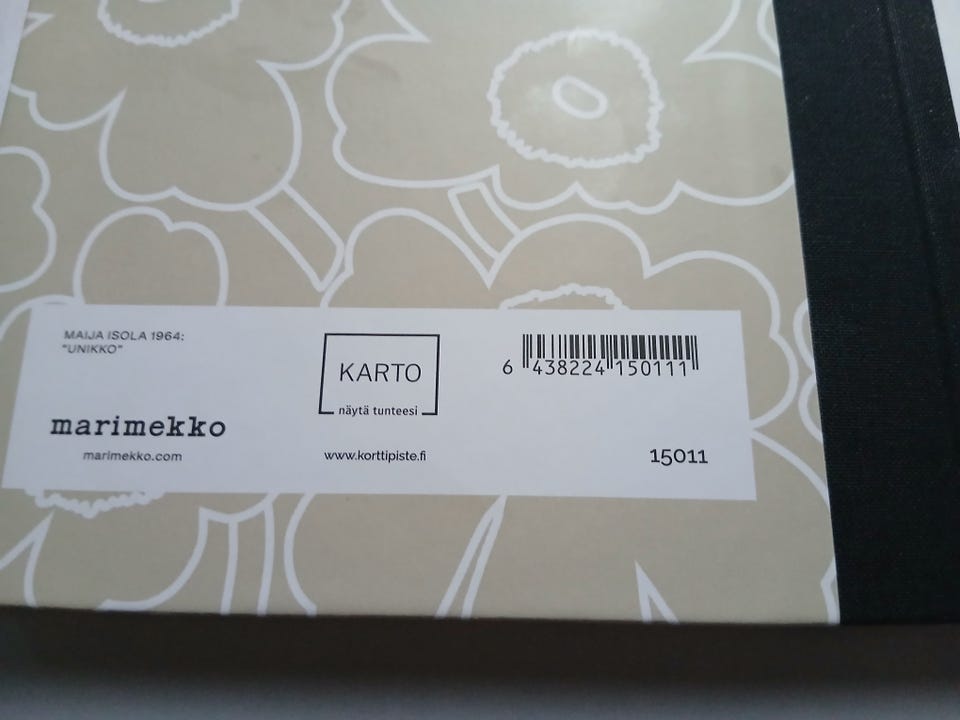 MAIJA ISOLA 1964:
"UNIKKO"
marimekko
marimekko.com
KARTO
näytä tunteesi
www.korttipiste.fi
6 438224 150111
15011